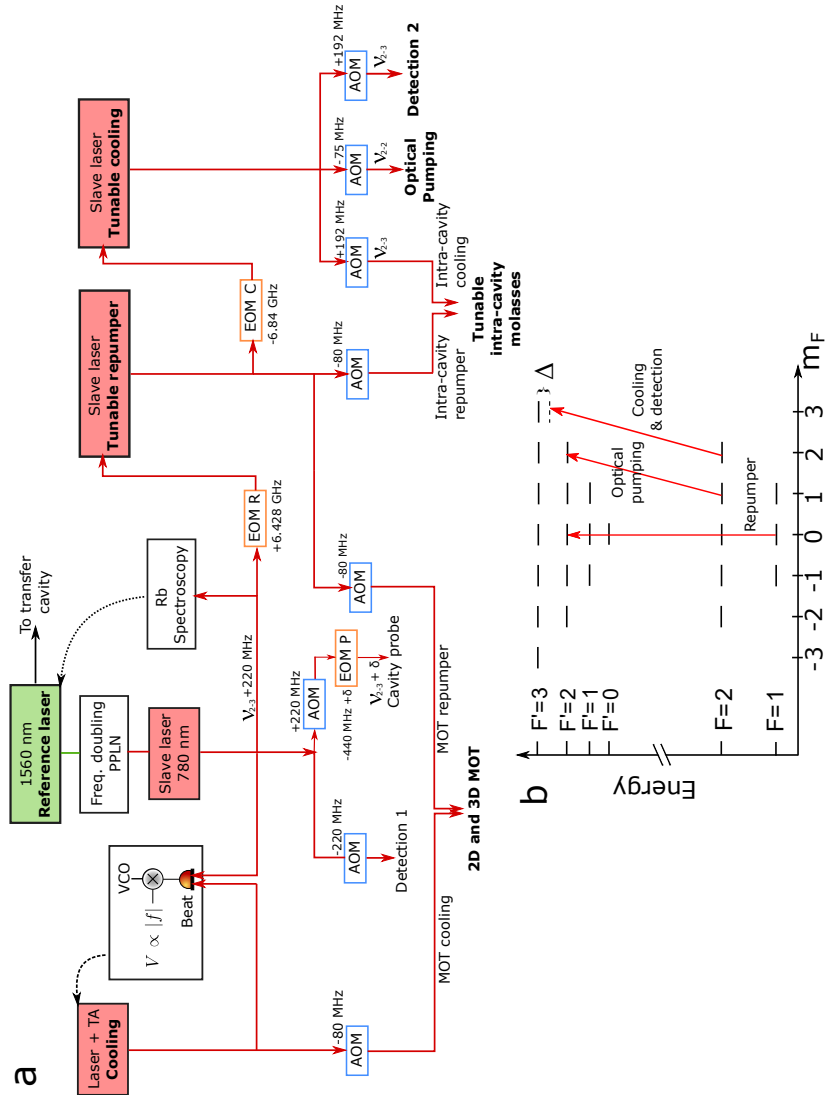 a
1560 nm
Reference laser
To transfer
cavity
Freq. doubling
PPLN
Slave laser
780 nm
Rb
Spectroscopy
Laser + TA
Cooling
VCO
V ∝ |f|
Beat
ν2-3+220 MHz
EOM R
+6.428 GHz
Slave laser
Tunable repumper
EOM C
-6.84 GHz
Slave laser
Tunable cooling
-80 MHz
AOM
MOT cooling
-220 MHz
AOM
Detection 1
+220 MHz
AOM
EOM P
-440 MHz +δ
ν2-3 + δ
Cavity probe
-80 MHz
AOM
MOT repumper
2D and 3D MOT
-80 MHz
AOM
Intra-cavity
repumper
+192 MHz
AOM
ν2-3
Intra-cavity
cooling
Tunable
intra-cavity
molasses
-75 MHz
AOM
ν2-2
Optical
Pumping
+192 MHz
AOM
ν2-3
Detection 2
b
Energy
F'=3
F'=2
F'=1
F'=0
F=2
F=1
Δ
Cooling
& detection
Optical
pumping
Repumper
-3 -2 -1 0 1 2 3 mF